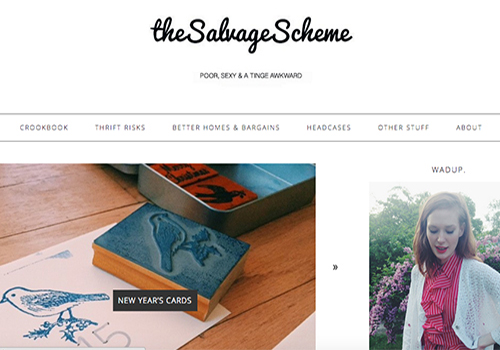 theSalvageScheme
POOR, SEXY & A TINGE AWKWARD
CROOKBOOK THRIFT RISKS BETTER HOMES & BARGAINS HEADCASES OTHER STUFF ABOUT
WADUP.
»
NEW YEAR'S CARDS
15